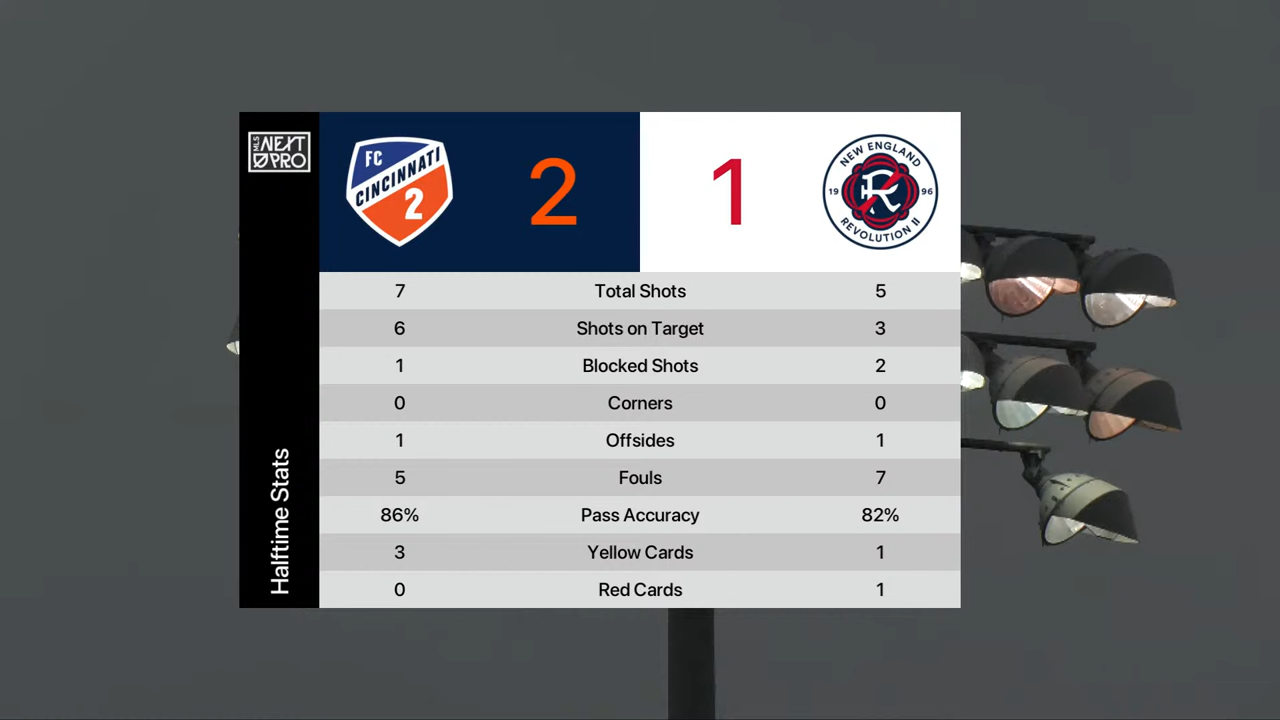 MLS
NEXT
PRO
FC
CINCINNATI
2
2
1
NEW ENGLAND
1996
REVOLUTION II
7 Total Shots 5
6 Shots on Target 3
1 Blocked Shots 2
0 Corners 0
1 Offsides 1
5 Fouls 7
86% Pass Accuracy 82%
3 Yellow Cards 1
0 Red Cards 1
Halftime Stats